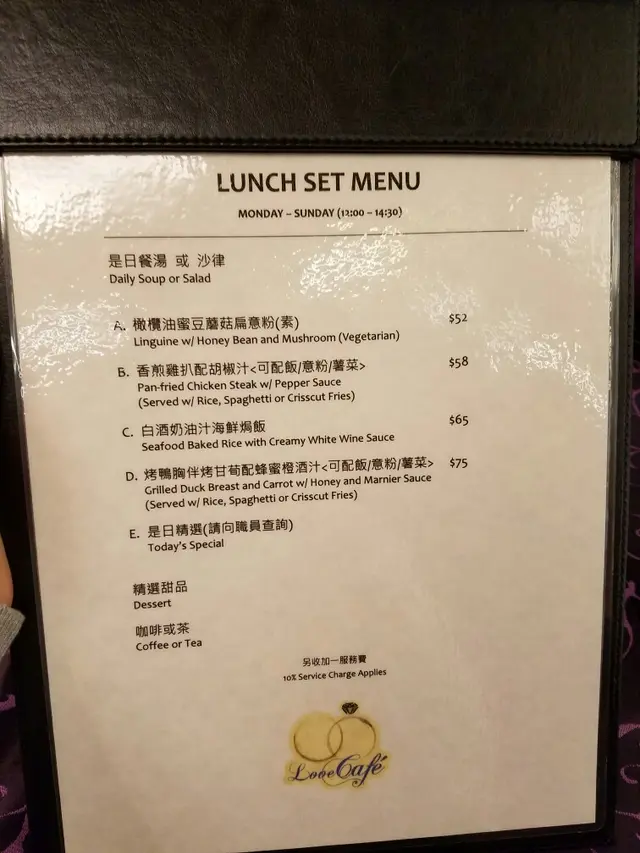 LUNCH SET MENU
MONDAY – SUNDAY (12:00 – 14:30)
是日餐湯 或 沙律
Daily Soup or Salad
A. 橄欖油蜜豆蘑菇扁意粉(素) $52
Linguine w/ Honey Bean and Mushroom (Vegetarian)
B. 香煎雞扒配胡椒汁<可配飯/意粉/薯菜> $58
Pan-fried Chicken Steak w/ Pepper Sauce
(Served w/ Rice, Spaghetti or Crisscut Fries)
C. 白酒奶油汁海鮮焗飯 $65
Seafood Baked Rice with Creamy White Wine Sauce
D. 烤鴨胸伴烤甘荀配蜂蜜橙酒汁<可配飯/意粉/薯菜> $75
Grilled Duck Breast and Carrot w/ Honey and Marnier Sauce
(Served w/ Rice, Spaghetti or Crisscut Fries)
E. 是日精選(請向職員查詢)
Today's Special
精選甜品
Dessert
咖啡或茶
Coffee or Tea
另收加一服務費
10% Service Charge Applies
Love Café